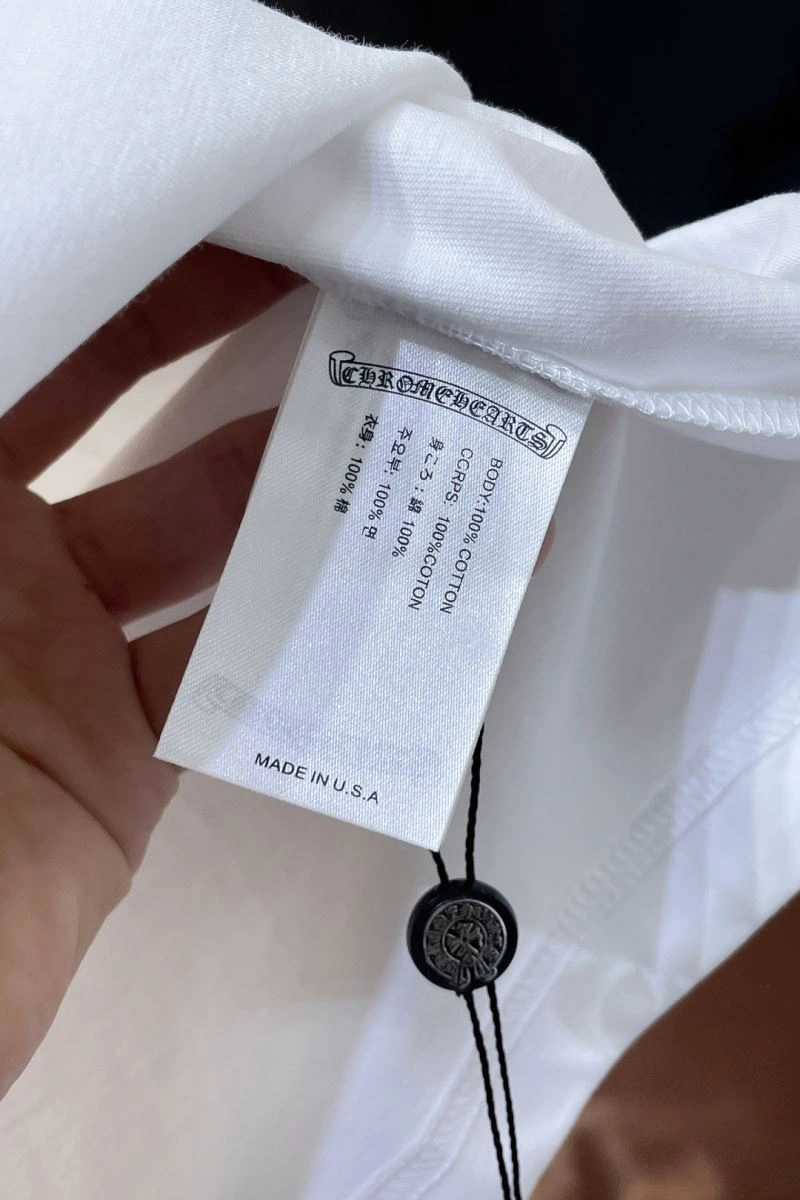 CHROMEHEARTS
BODY:100% COTTON
CCRPS: 100%COTON
身ごろ: 綿 100%
주요부: 100% 면
衣身: 100% 棉
MADE IN U.S.A